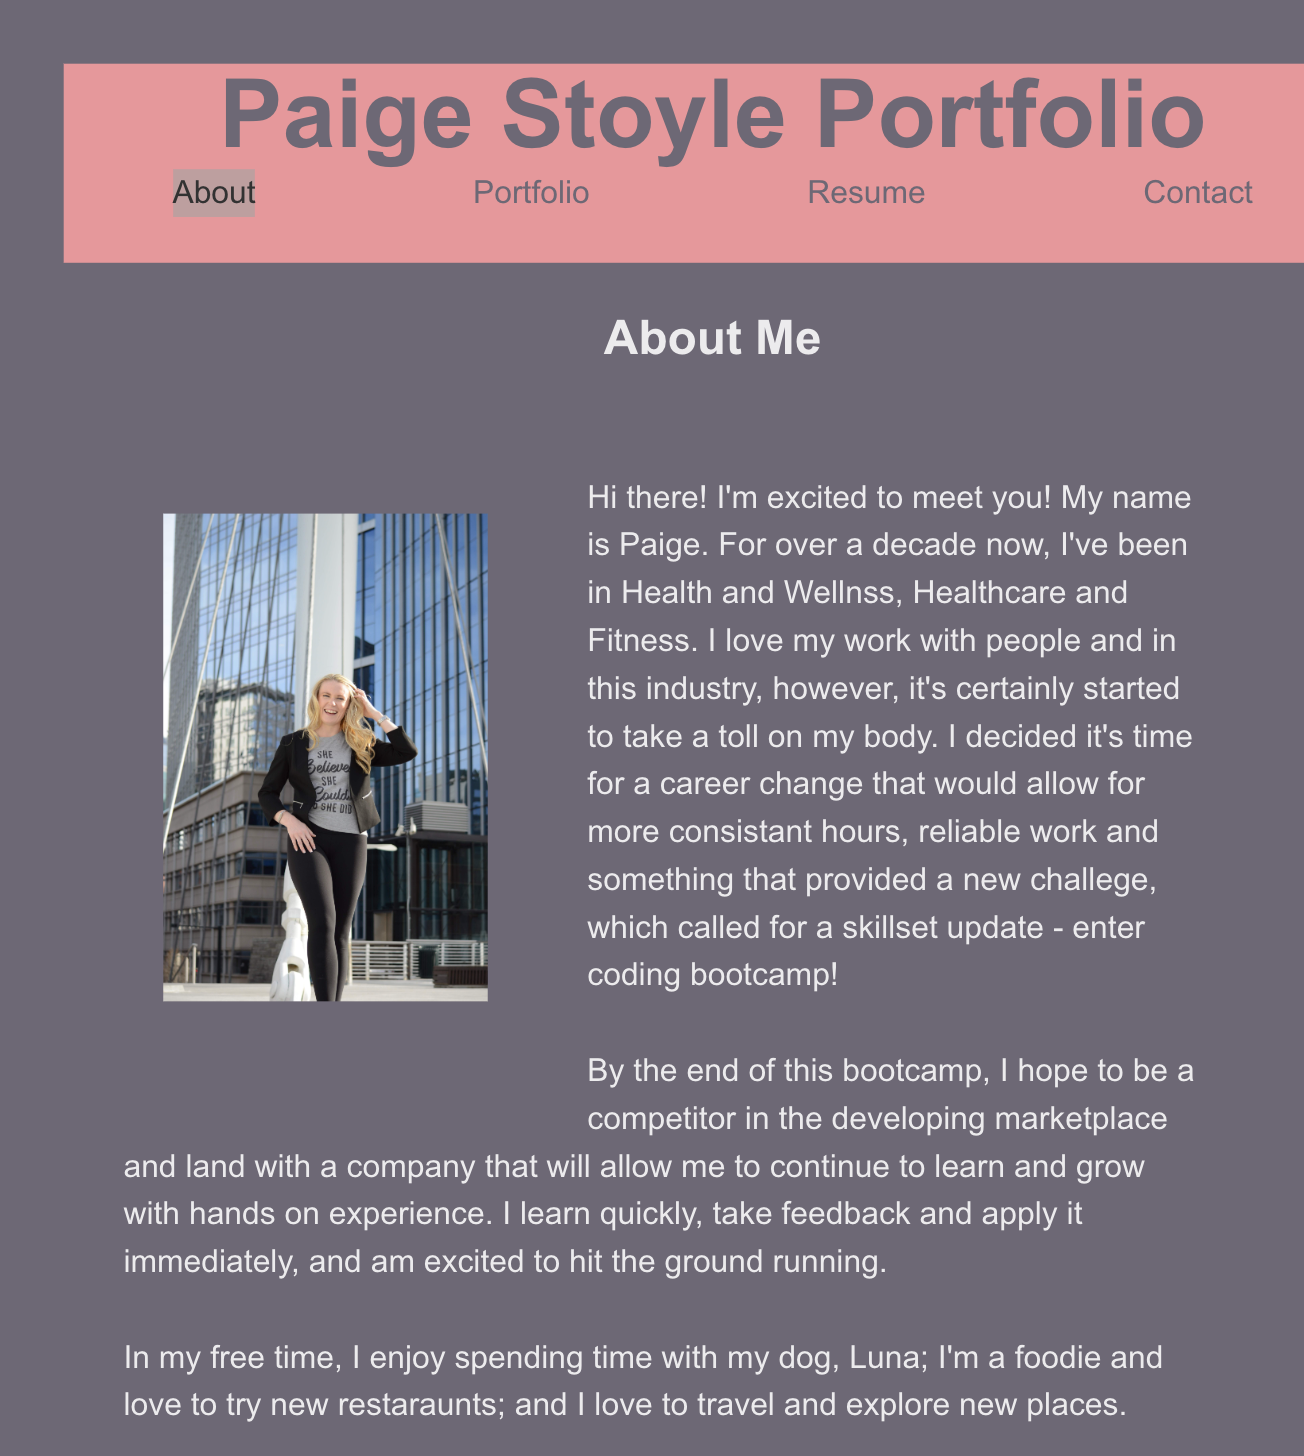 Paige Stoyle Portfolio
About Portfolio Resume Contact
About Me
Hi there! I'm excited to meet you! My name
is Paige. For over a decade now, I've been
in Health and Wellnss, Healthcare and
Fitness. I love my work with people and in
this industry, however, it's certainly started
to take a toll on my body. I decided it's time
for a career change that would allow for
more consistant hours, reliable work and
something that provided a new challege,
which called for a skillset update - enter
coding bootcamp!
SHE
Believed
SHE
Could
SO SHE DID
By the end of this bootcamp, I hope to be a
competitor in the developing marketplace
and land with a company that will allow me to continue to learn and grow
with hands on experience. I learn quickly, take feedback and apply it
immediately, and am excited to hit the ground running.
In my free time, I enjoy spending time with my dog, Luna; I'm a foodie and
love to try new restaraunts; and I love to travel and explore new places.